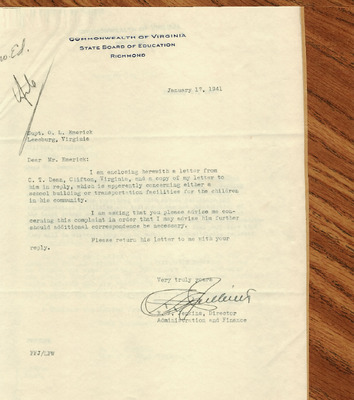 COMMONWEALTH OF VIRGINIA
STATE BOARD OF EDUCATION
RICHMOND
January 17, 1941
Supt. O. L. Emerick
Leesburg, Virginia
Dear Mr. Emerick:
I am enclosing herewith a letter from
C. T. Dean, Clifton, Virginia, and a copy of my letter to
him in reply, which is apparently concerning either a
school building or transportation facilities for the children
in his community.
I am asking that you please advise me con-
cerning this complaint in order that I may advise him further
should additional correspondence be necessary.
Please return his letter to me with your
reply.
Very truly yours
Director
Administration and Finance